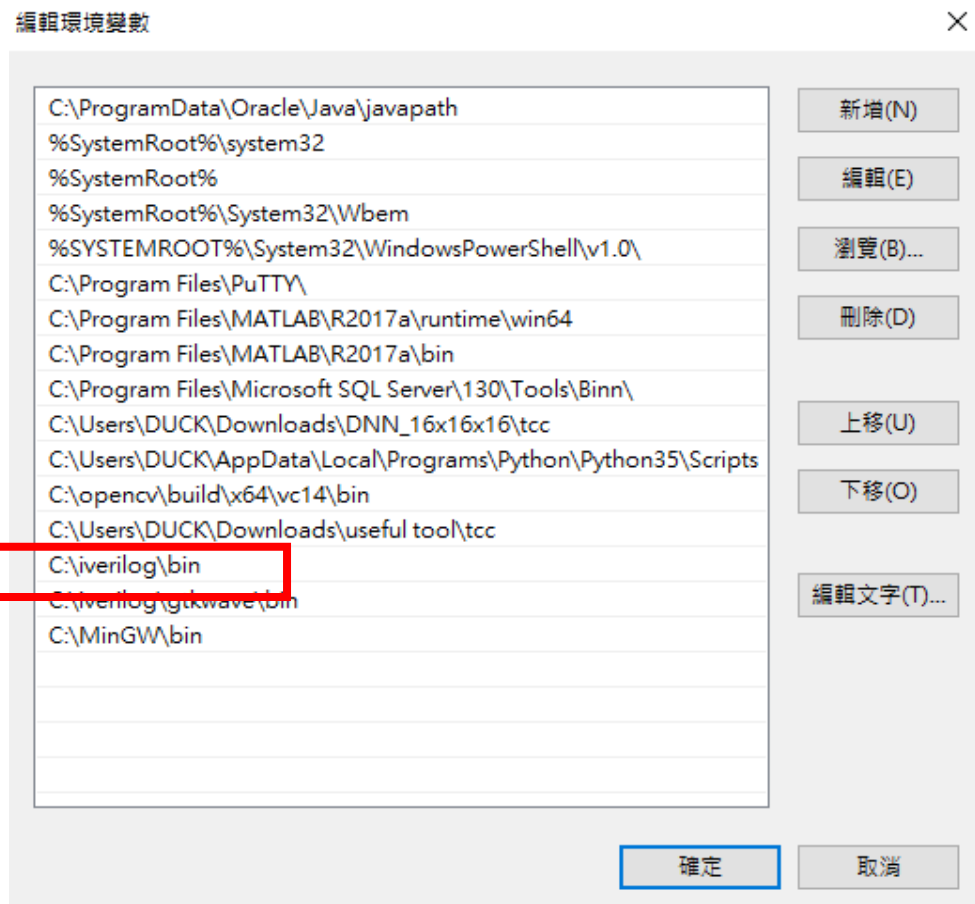 編輯環境變數
C:\ProgramData\Oracle\Java\javapath
%SystemRoot%\system32
%SystemRoot%
%SystemRoot%\System32\Wbem
%SYSTEMROOT%\System32\WindowsPowerShell\v1.0\
C:\Program Files\PuTTY\
C:\Program Files\MATLAB\R2017a\runtime\win64
C:\Program Files\MATLAB\R2017a\bin
C:\Program Files\Microsoft SQL Server\130\Tools\Binn\
C:\Users\DUCK\Downloads\DNN_16x16x16\tcc
C:\Users\DUCK\AppData\Local\Programs\Python\Python35\Scripts
C:\opencv\build\x64\vc14\bin
C:\Users\DUCK\Downloads\useful tool\tcc
C:\iverilog\bin
C:\iverilog\gtkwave\bin
C:\MinGW\bin
新增(N)
編輯(E)
瀏覽(B)...
刪除(D)
上移(U)
下移(O)
編輯文字(T)...
確定
取消